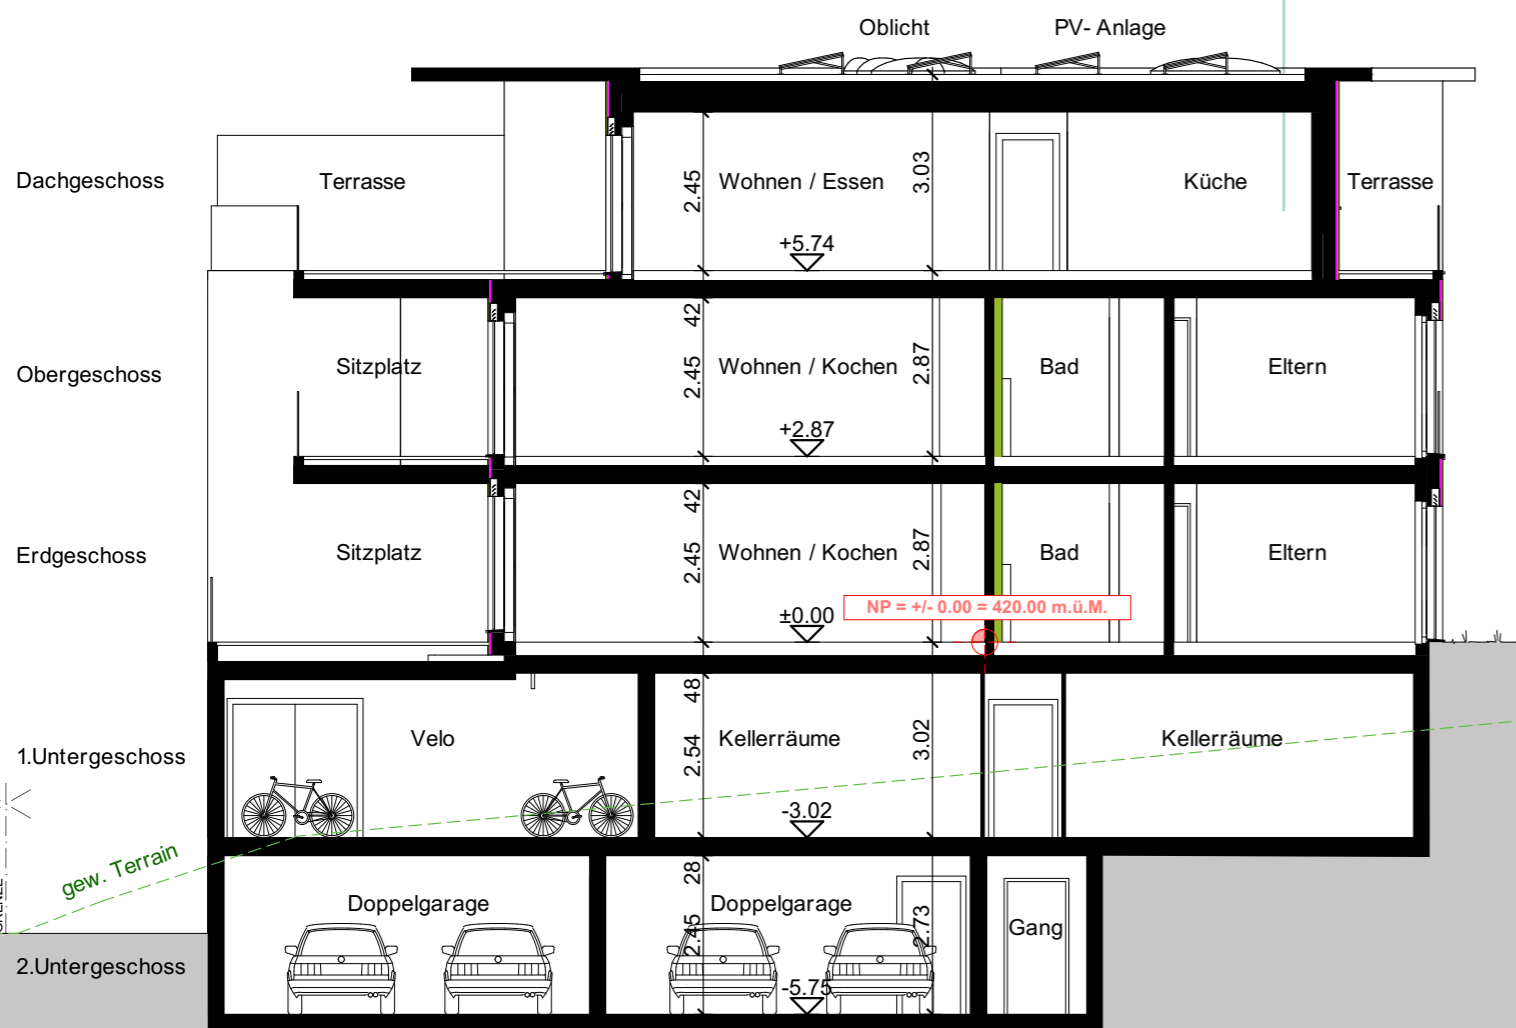 Oblicht PV- Anlage
Dachgeschoss Terrasse 2.45 Wohnen / Essen 3.03 Küche Terrasse
+5.74
42
Obergeschoss Sitzplatz 2.45 Wohnen / Kochen 2.87 Bad Eltern
+2.87
42
Erdgeschoss Sitzplatz 2.45 Wohnen / Kochen 2.87 Bad Eltern
±0.00 NP = +/- 0.00 = 420.00 m.ü.M.
48
1.Untergeschoss Velo 2.54 Kellerräume 3.02 Kellerräume
-3.02
gew. Terrain
28
Doppelgarage 2.45 Doppelgarage 2.73 Gang
2.Untergeschoss
-5.75